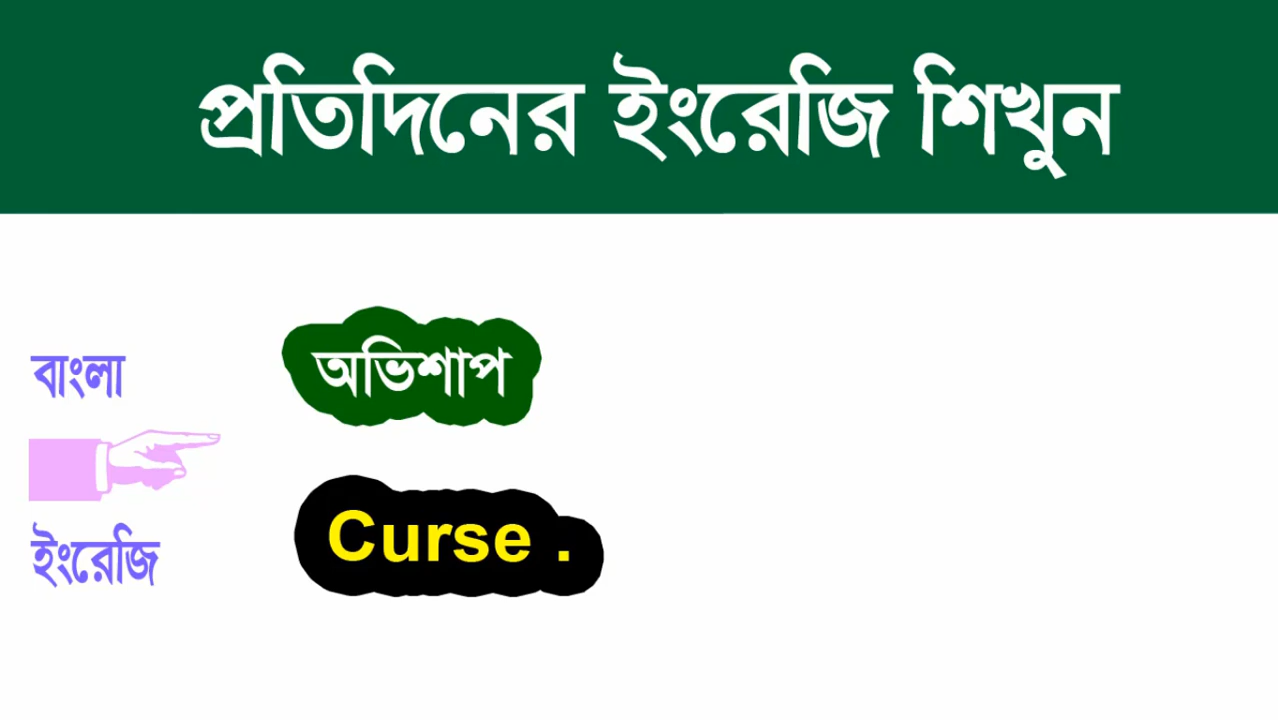 প্রতিদিনের ইংরেজি শিখুন
বাংলা
অভিশাপ
ইংরেজি
Curse .